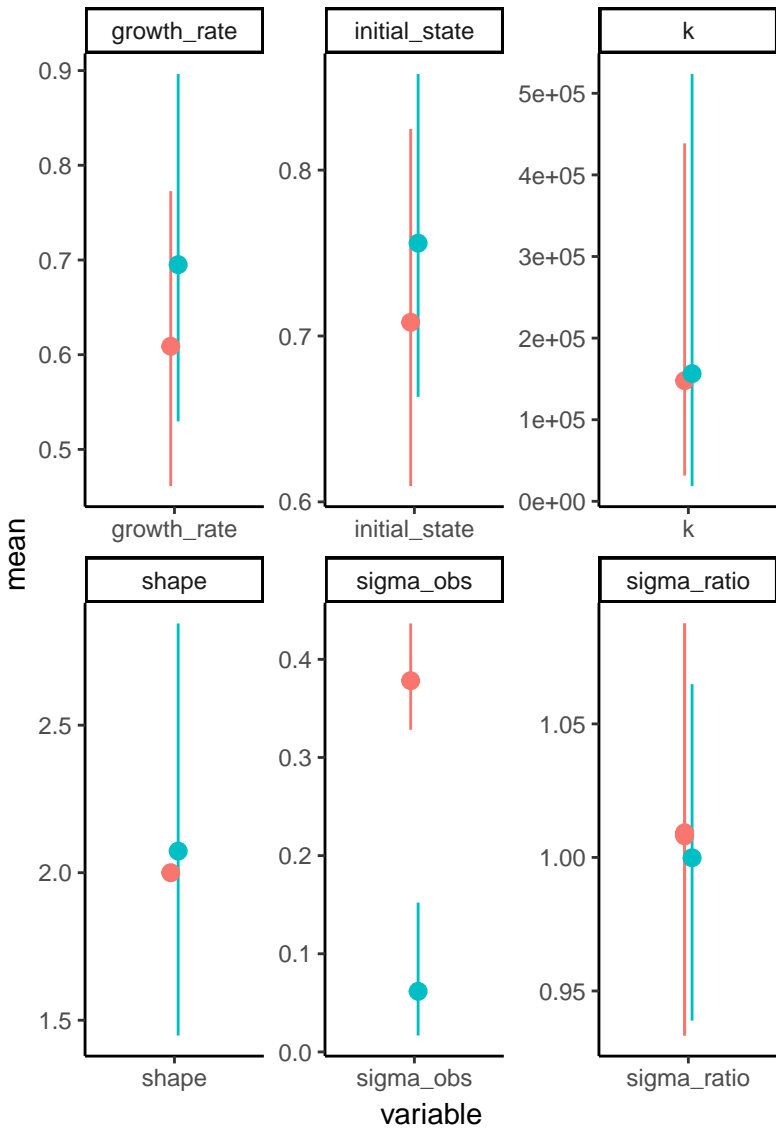 growth_rate
initial_state
k
0.9
0.8
0.7
0.6
0.5
0.8
0.7
0.6
5e+05
4e+05
3e+05
2e+05
1e+05
0e+00
growth_rate
initial_state
k
mean
shape
sigma_obs
sigma_ratio
2.5
2.0
1.5
0.4
0.3
0.2
0.1
0.0
1.05
1.00
0.95
shape
sigma_obs
sigma_ratio
variable